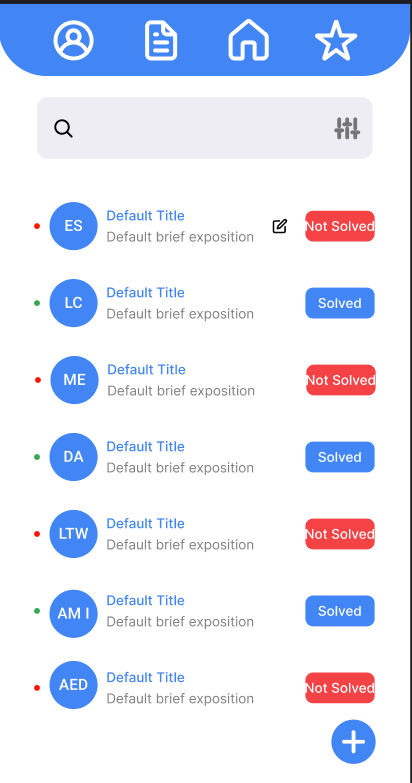 ES
Default Title
Default brief exposition
Not Solved
LC
Default Title
Default brief exposition
Solved
ME
Default Title
Default brief exposition
Not Solved
DA
Default Title
Default brief exposition
Solved
LTW
Default Title
Default brief exposition
Not Solved
AM I
Default Title
Default brief exposition
Solved
AED
Default Title
Default brief exposition
Not Solved